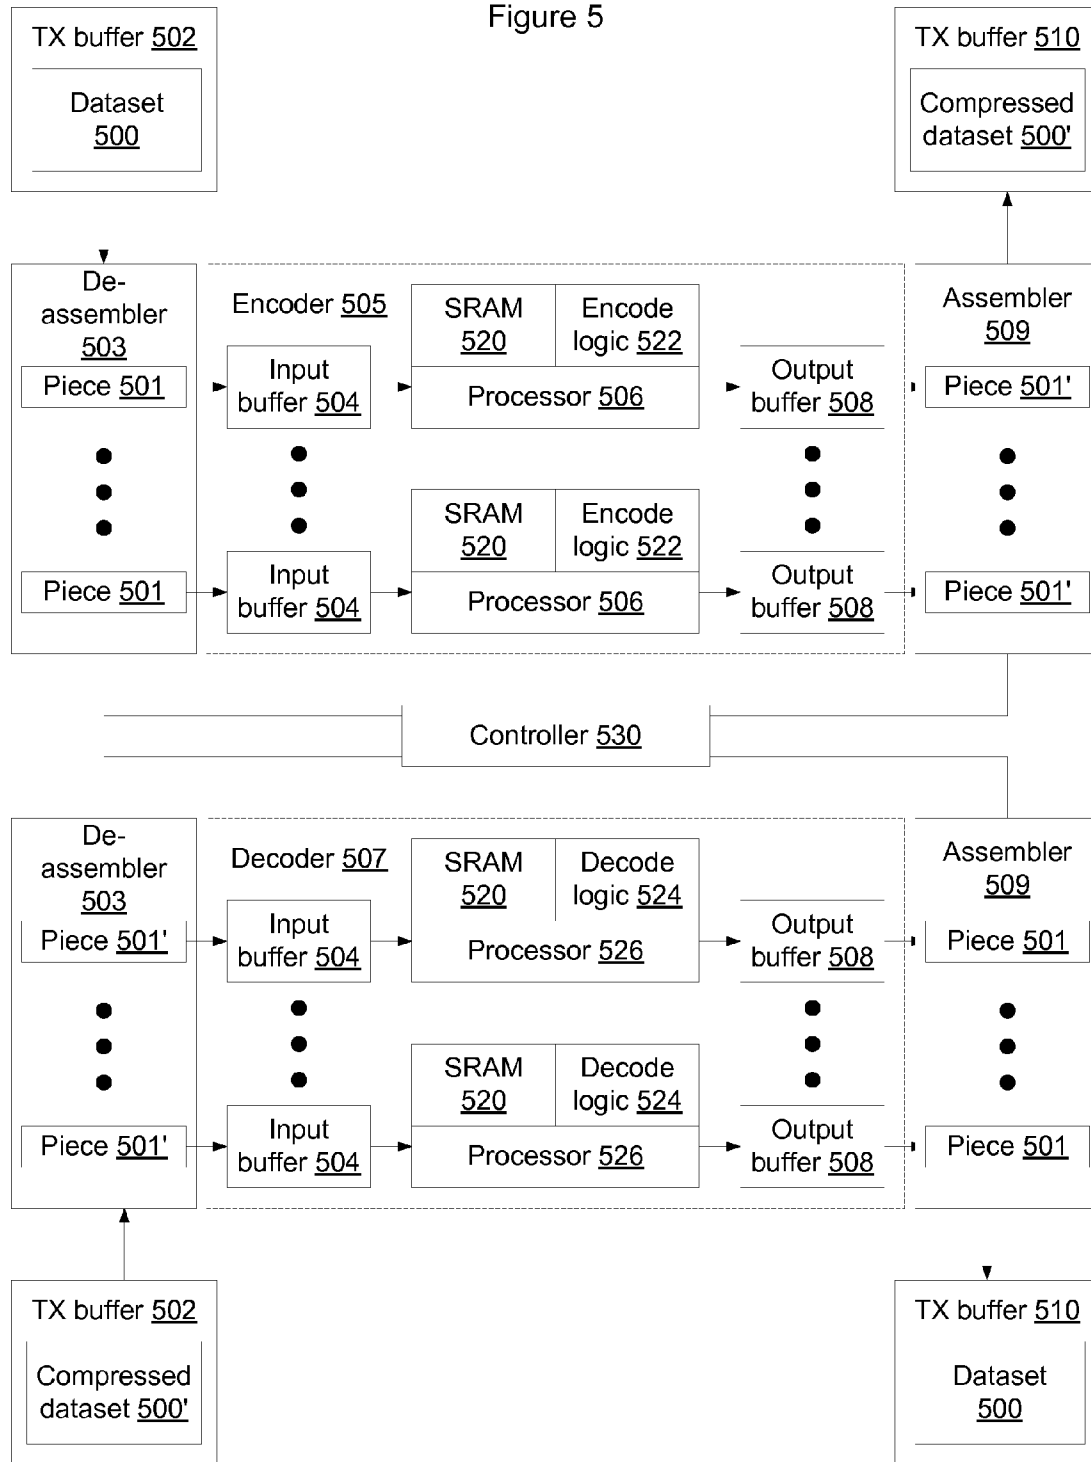 Figure 5
TX buffer 502
Dataset
500
TX buffer 510
Compressed
dataset 500'
De-
assembler
503
Piece 501
Piece 501
Encoder 505
Input
buffer 504
SRAM
520
Encode
logic 522
Processor 506
Output
buffer 508
Input
buffer 504
SRAM
520
Encode
logic 522
Processor 506
Output
buffer 508
Assembler
509
Piece 501'
Piece 501'
Controller 530
De-
assembler
503
Piece 501'
Piece 501'
Decoder 507
Input
buffer 504
SRAM
520
Decode
logic 524
Processor 526
Output
buffer 508
Input
buffer 504
SRAM
520
Decode
logic 524
Processor 526
Output
buffer 508
Assembler
509
Piece 501
Piece 501
TX buffer 502
Compressed
dataset 500'
TX buffer 510
Dataset
500